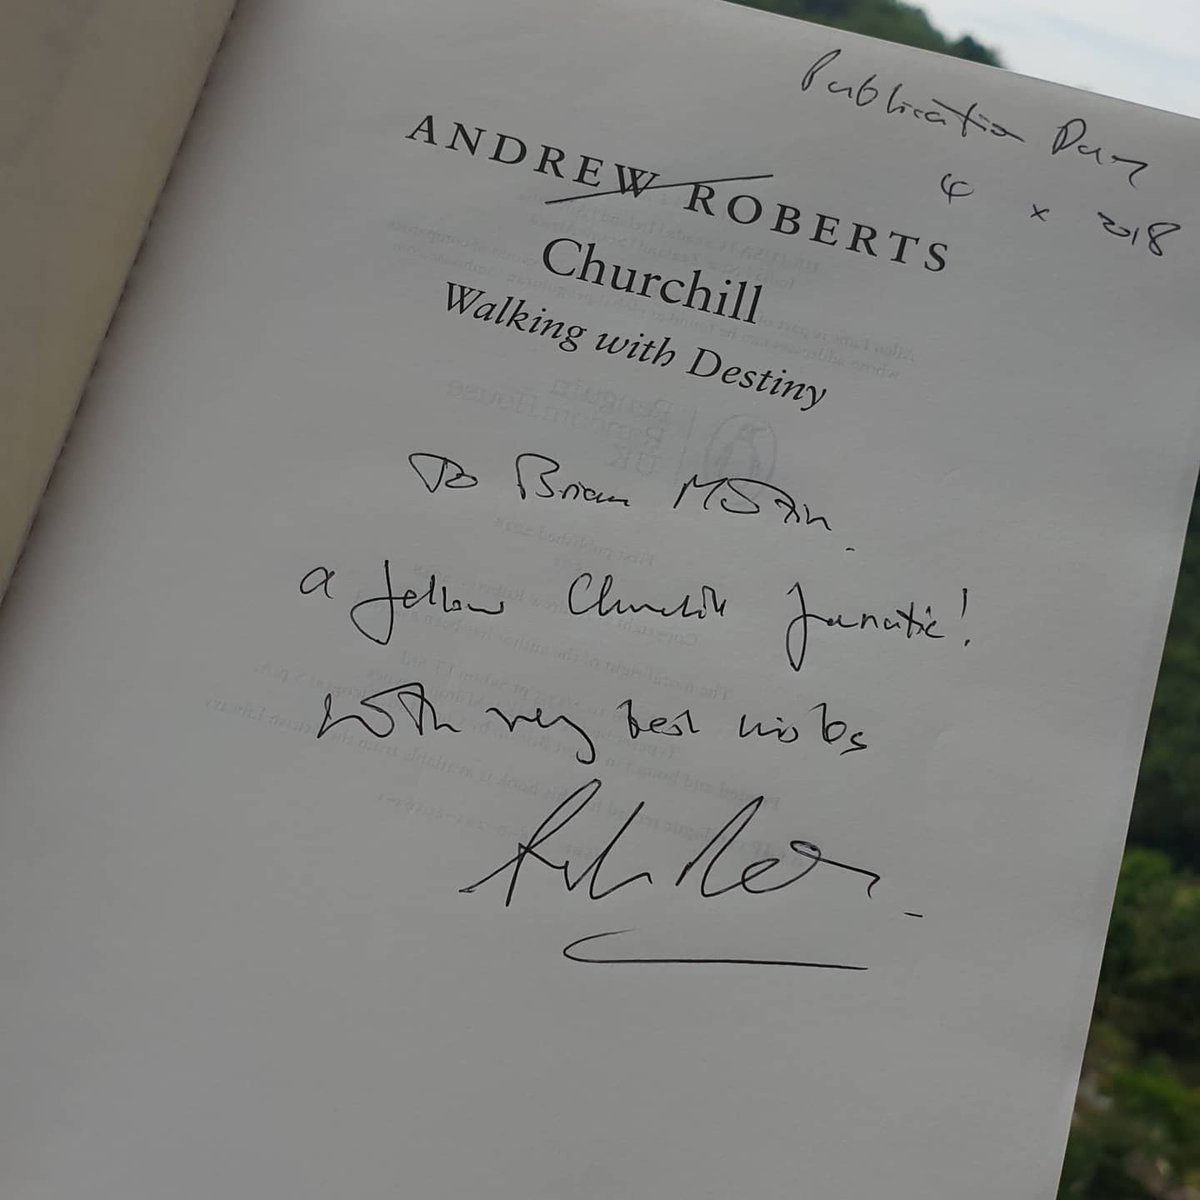 Publication Day
4 x 2018
ANDREW ROBERTS
Churchill
Walking with Destiny
To Brian
a fellow Churchill fanatic!
with very best wishes